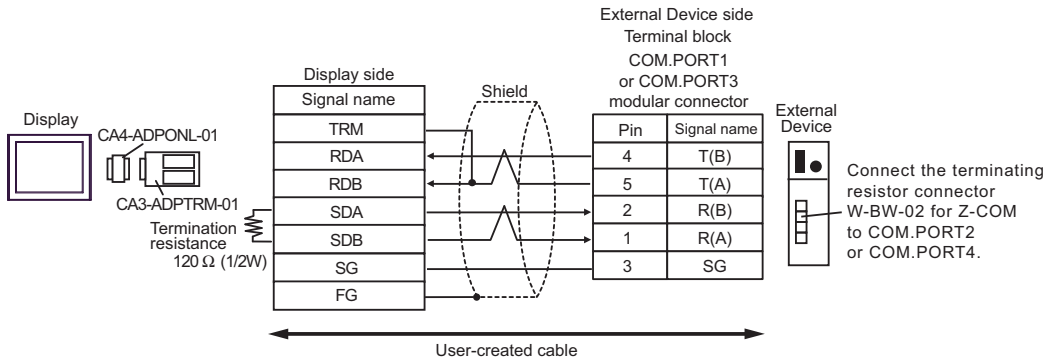 External Device side
Terminal block
COM.PORT1
or COM.PORT3
modular connector
Display side
Shield
Display
CA4-ADPONL-01
CA3-ADPTRM-01
Termination
resistance
120 Ω (1/2W)
Signal name
TRM
RDA
RDB
SDA
SDB
SG
FG
Pin Signal name
4 T(B)
5 T(A)
2 R(B)
1 R(A)
3 SG
External
Device
Connect the terminating
resistor connector
W-BW-02 for Z-COM
to COM.PORT2
or COM.PORT4.
User-created cable